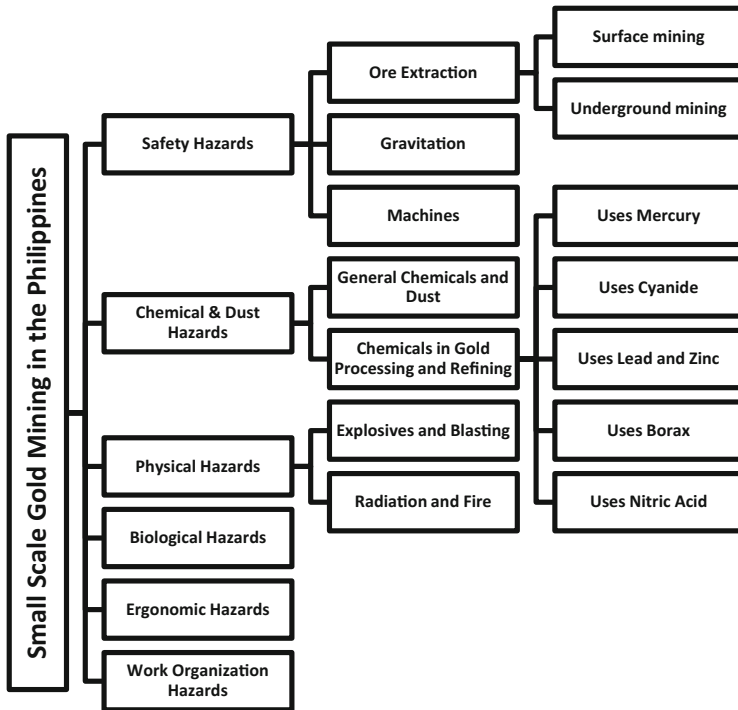 Small Scale Gold Mining in the Philippines
Safety Hazards
Ore Extraction
Surface mining
Underground mining
Gravitation
Machines
Chemical & Dust
Hazards
General Chemicals and
Dust
Chemicals in Gold
Processing and Refining
Uses Mercury
Uses Cyanide
Uses Lead and Zinc
Uses Borax
Uses Nitric Acid
Physical Hazards
Explosives and Blasting
Radiation and Fire
Biological Hazards
Ergonomic Hazards
Work Organization
Hazards